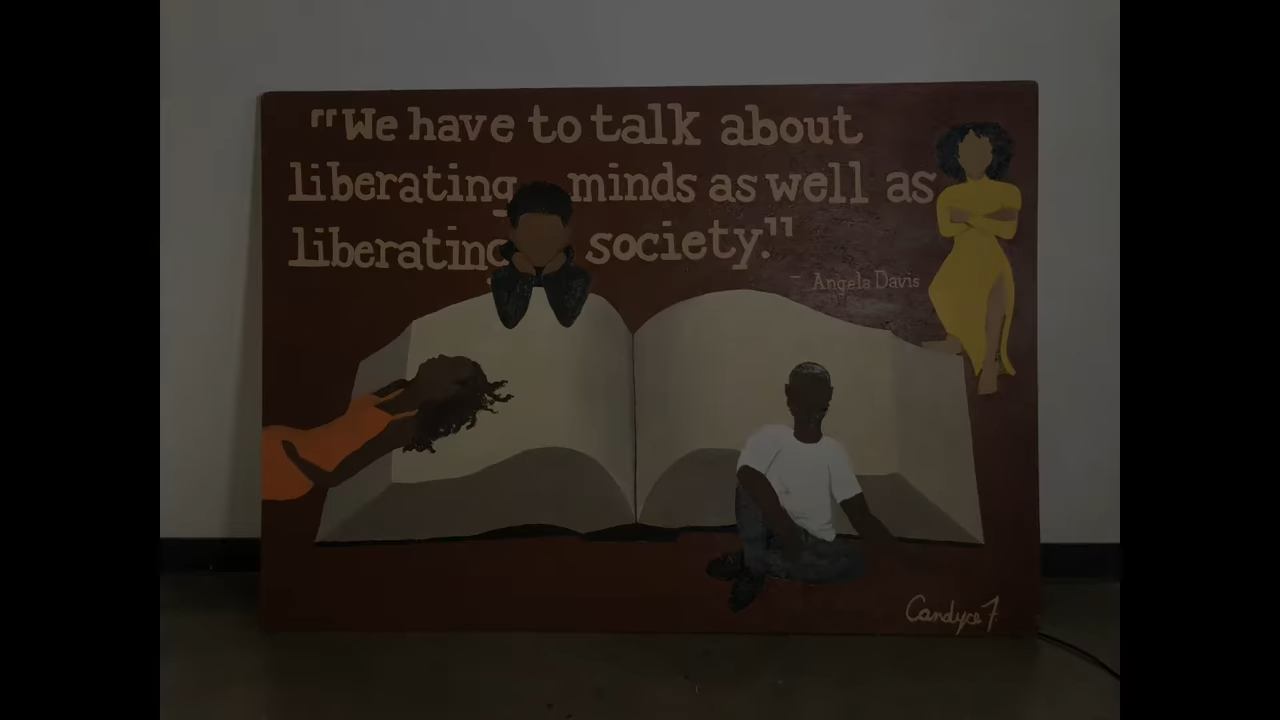 "We have to talk about
liberating minds as well as
liberating society."
- Angela Davis
Candyce F.